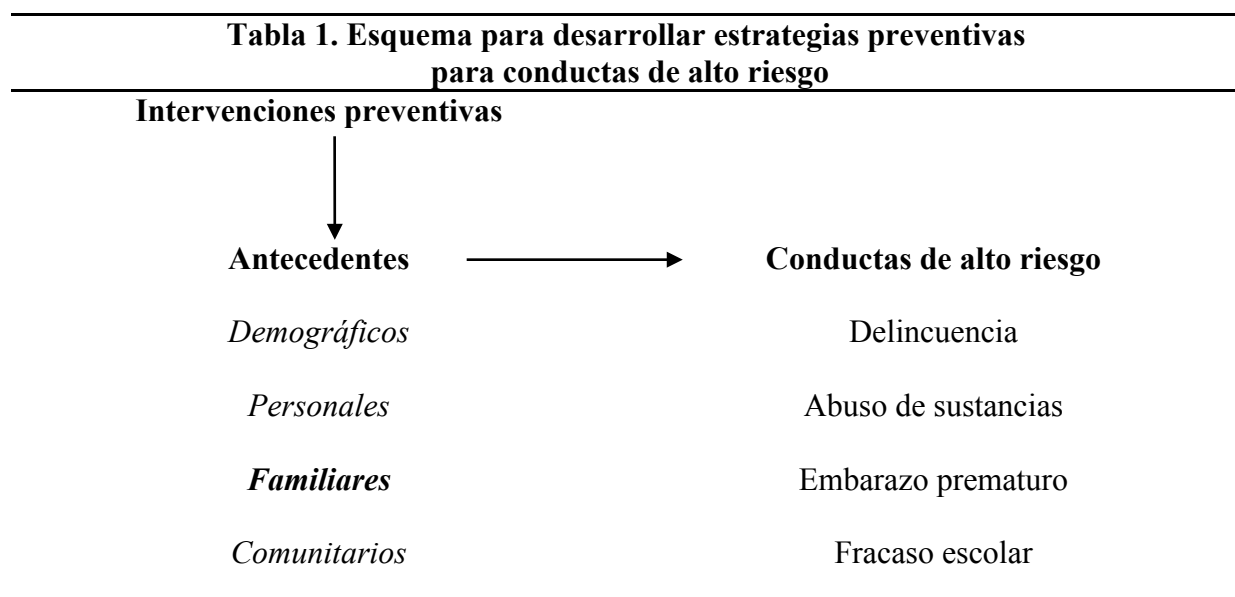 Tabla 1. Esquema para desarrollar estrategias preventivas
para conductas de alto riesgo
Intervenciones preventivas
Antecedentes Conductas de alto riesgo
Demográficos Delincuencia
Personales Abuso de sustancias
Familiares Embarazo prematuro
Comunitarios Fracaso escolar